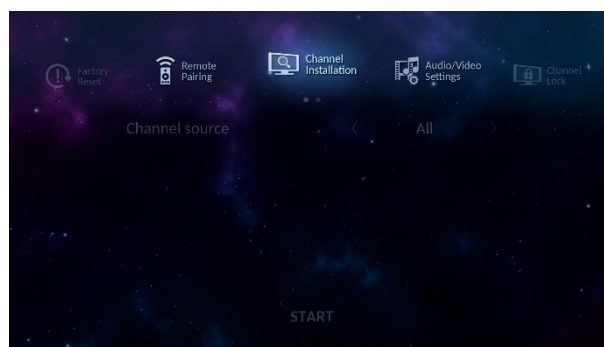 Factory
Reset
Remote
Pairing
Channel
Installation
Audio/Video
Settings
Channel
Lock
Channel source
All
START